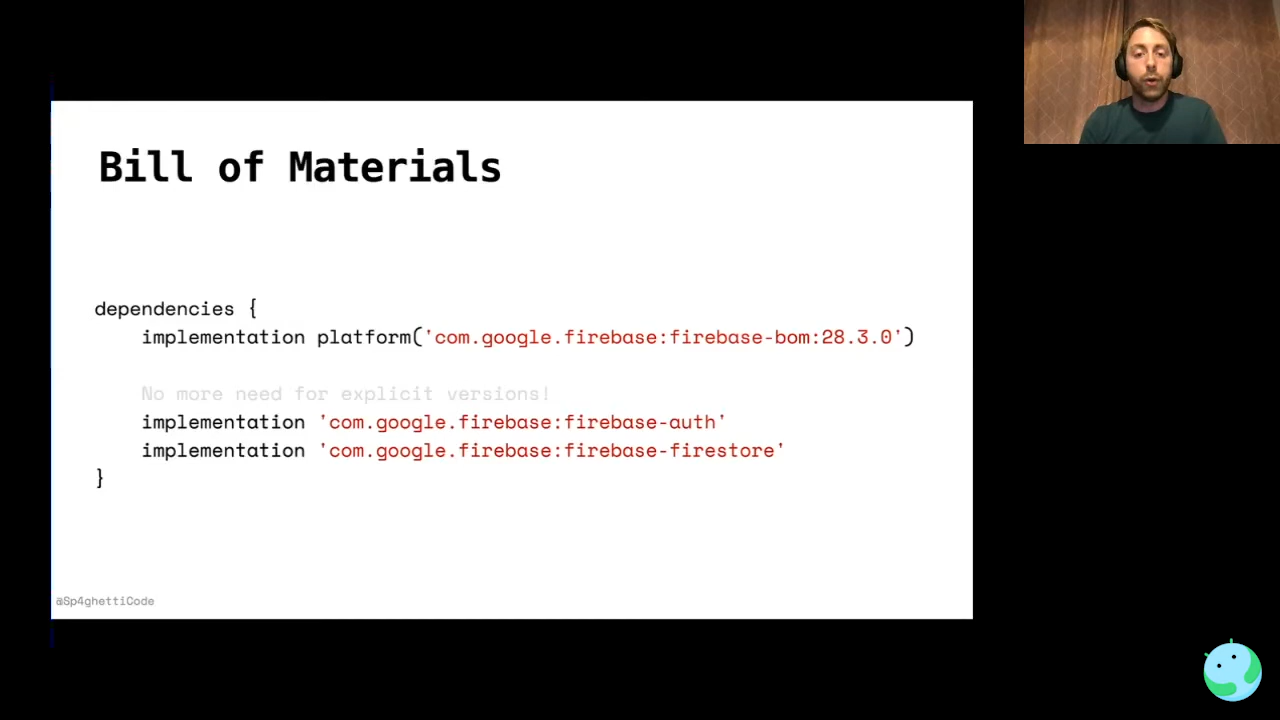 Bill of Materials
dependencies {
implementation platform('com.google.firebase:firebase-bom:28.3.0')
No more need for explicit versions!
implementation 'com.google.firebase:firebase-auth'
implementation 'com.google.firebase:firebase-firestore'
}
@Sp4ghettiCode